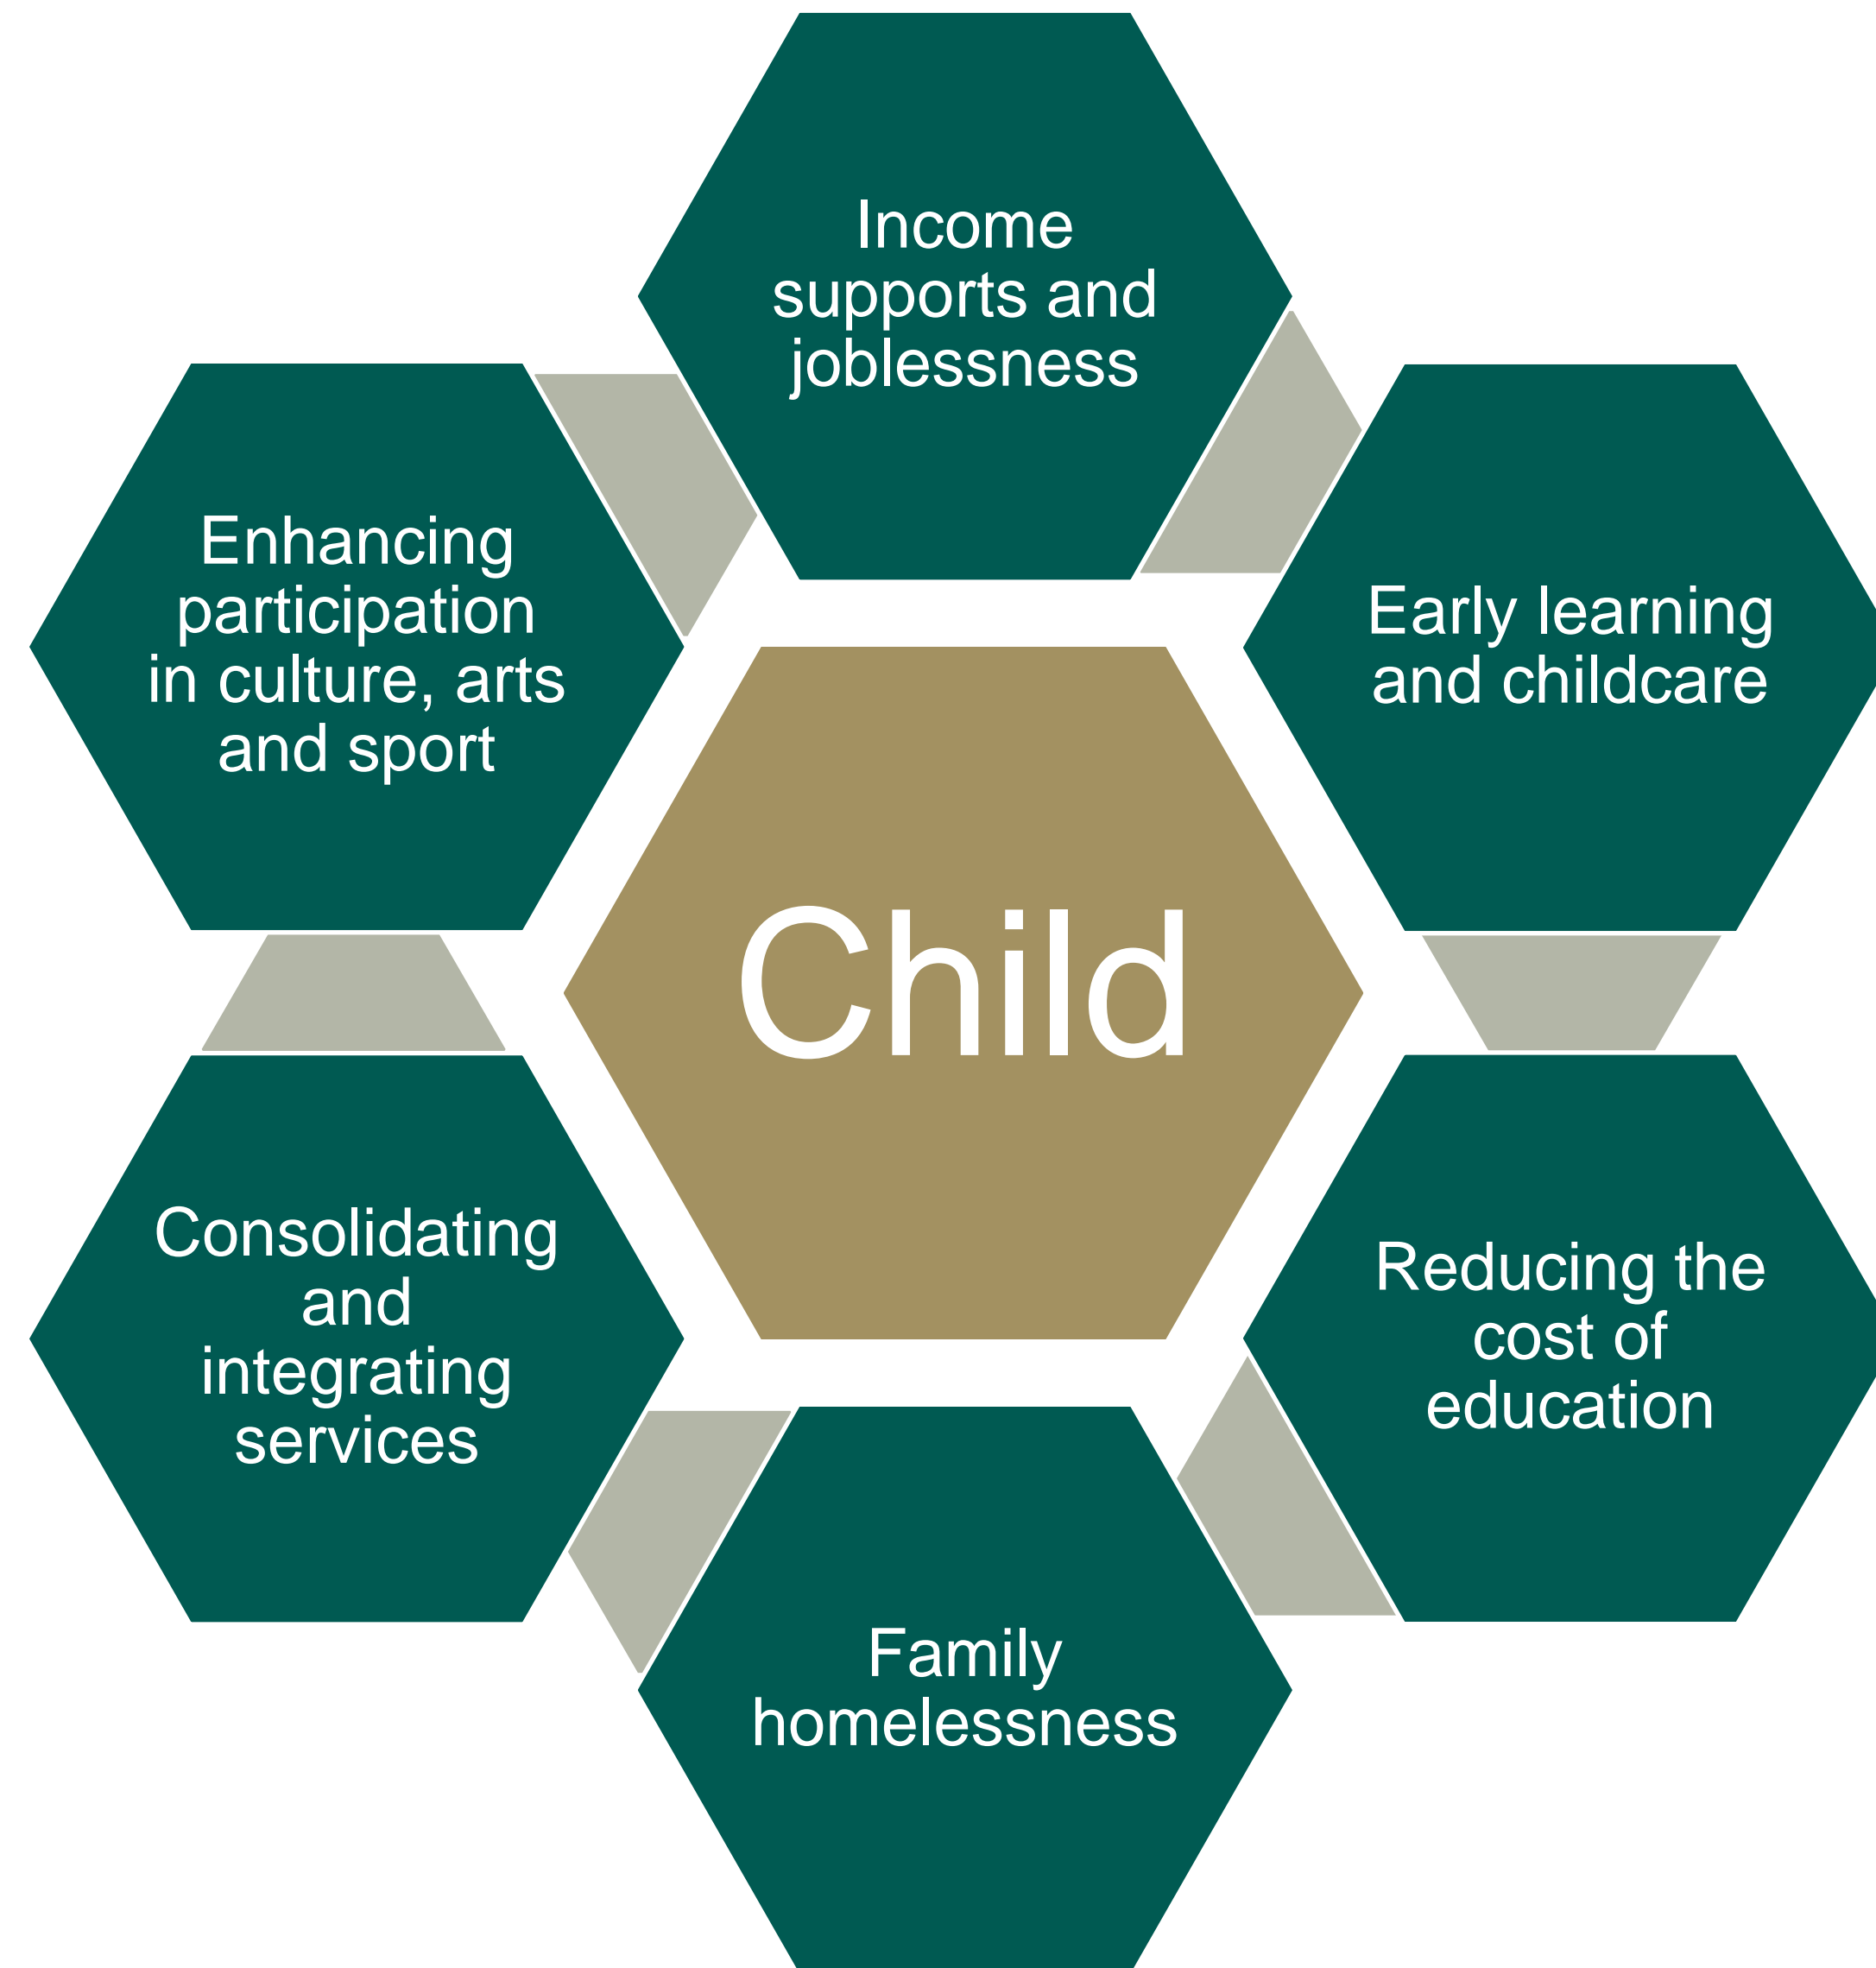 Income
supports and
joblessness
Early learning
and childcare
Reducing the
cost of
education
Family
homelessness
Consolidating
and
integrating
services
Enhancing
participation
in culture, arts
and sport
Child